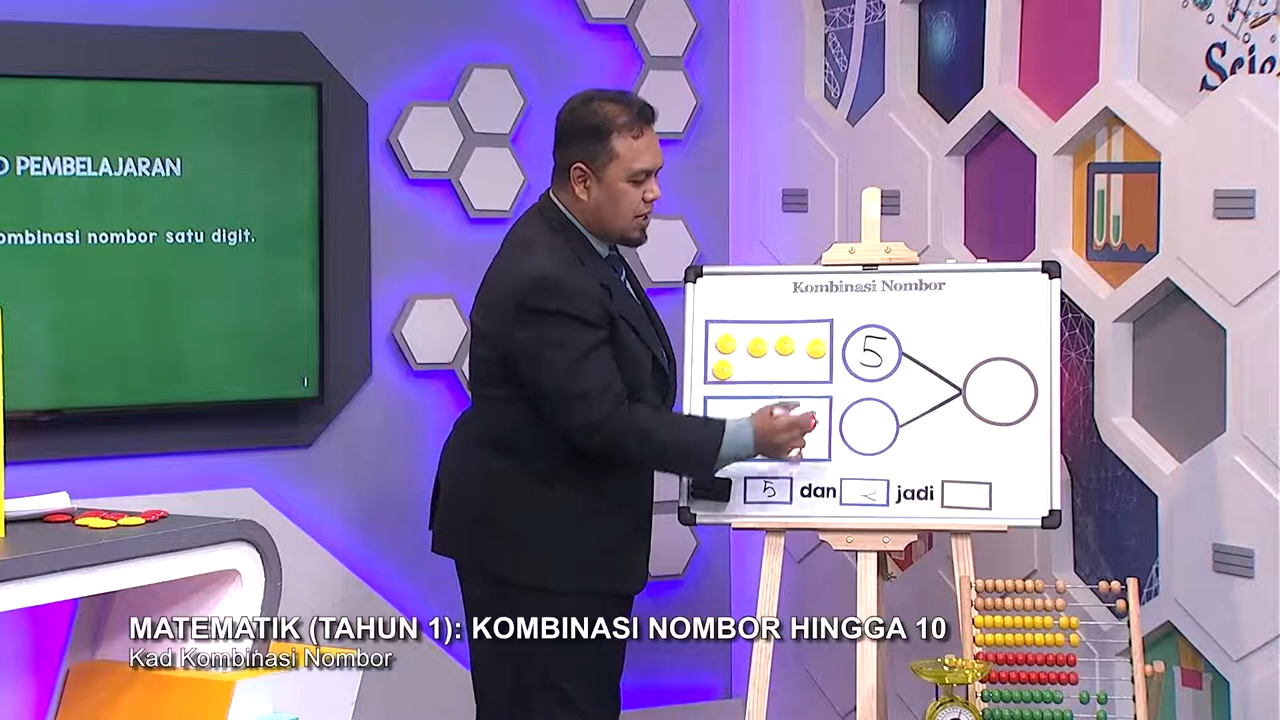 PEMBELAJARAN
ombinasi nombor satu digit.
Kombinasi Nombor
5
5 dan 2 jadi
MATEMATIK (TAHUN 1): KOMBINASI NOMBOR HINGGA 10
Kad Kombinasi Nombor